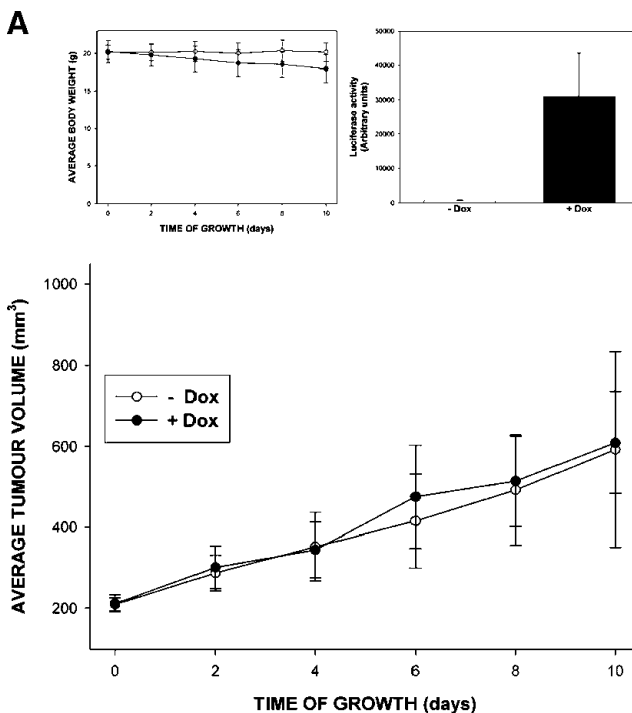 A
AVERAGE BODY WEIGHT (g)
25
20
15
10
5
0
0 2 4 6 8 10
TIME OF GROWTH (days)
Luciferase activity
(Arbitrary units)
50000
40000
30000
20000
10000
0
- Dox + Dox
AVERAGE TUMOUR VOLUME (mm³)
1000
800
600
400
200
- Dox
+ Dox
0 2 4 6 8 10
TIME OF GROWTH (days)